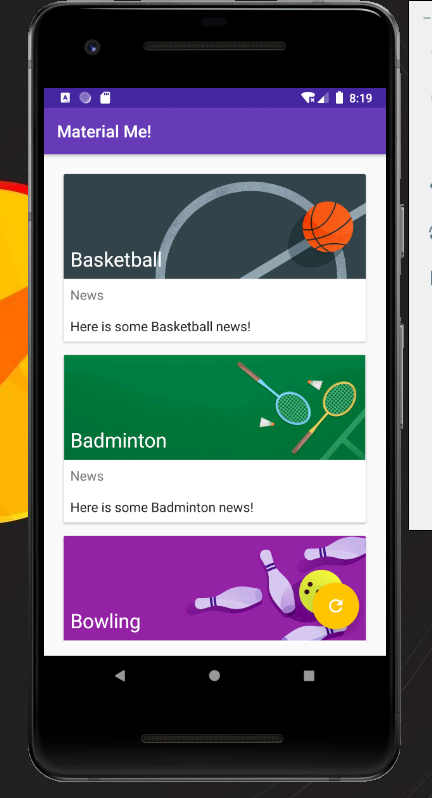 8:19
Material Me!
Basketball
News
Here is some Basketball news!
Badminton
News
Here is some Badminton news!
Bowling